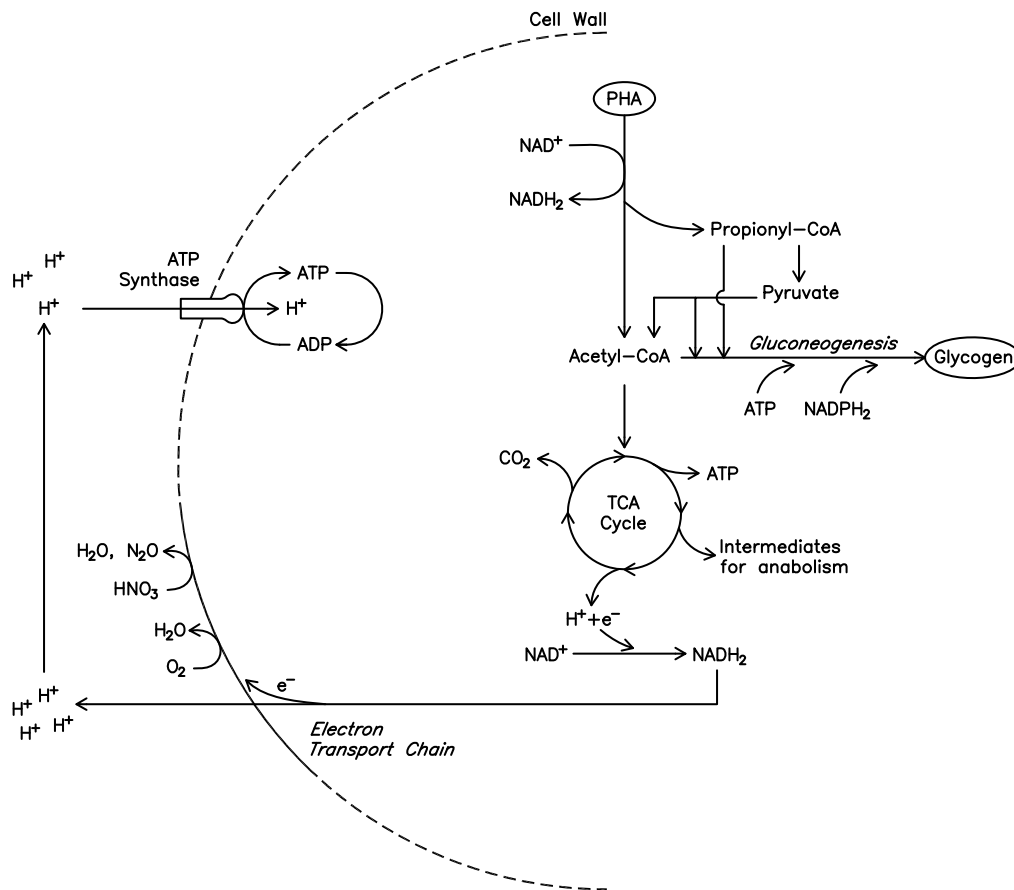 Cell Wall
PHA
NAD⁺
NADH₂
Propionyl-CoA
Pyruvate
H⁺ H⁺
H⁺
ATP
Synthase
ATP
H⁺
ADP
Acetyl-CoA
Gluconeogenesis
Glycogen
ATP
NADPH₂
CO₂
ATP
TCA
Cycle
Intermediates
for anabolism
H₂O, N₂O
HNO₃
H₂O
O₂
H⁺+e⁻
NAD⁺
NADH₂
e⁻
H⁺ H⁺
H⁺ H⁺
Electron
Transport Chain